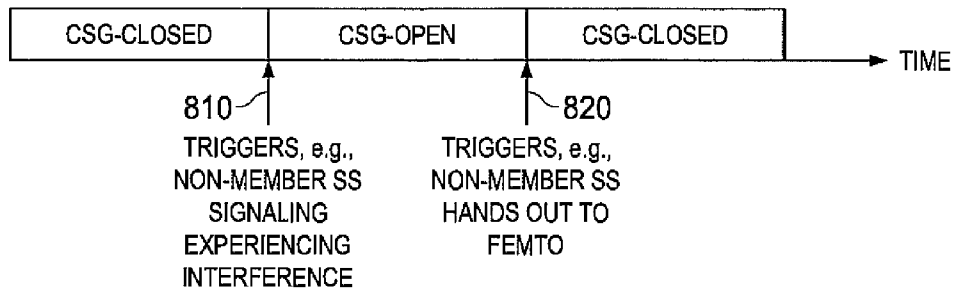 CSG-CLOSED
CSG-OPEN
CSG-CLOSED
TIME
810
820
TRIGGERS, e.g.,
NON-MEMBER SS
SIGNALING
EXPERIENCING
INTERFERENCE
TRIGGERS, e.g.,
NON-MEMBER SS
HANDS OUT TO
FEMTO